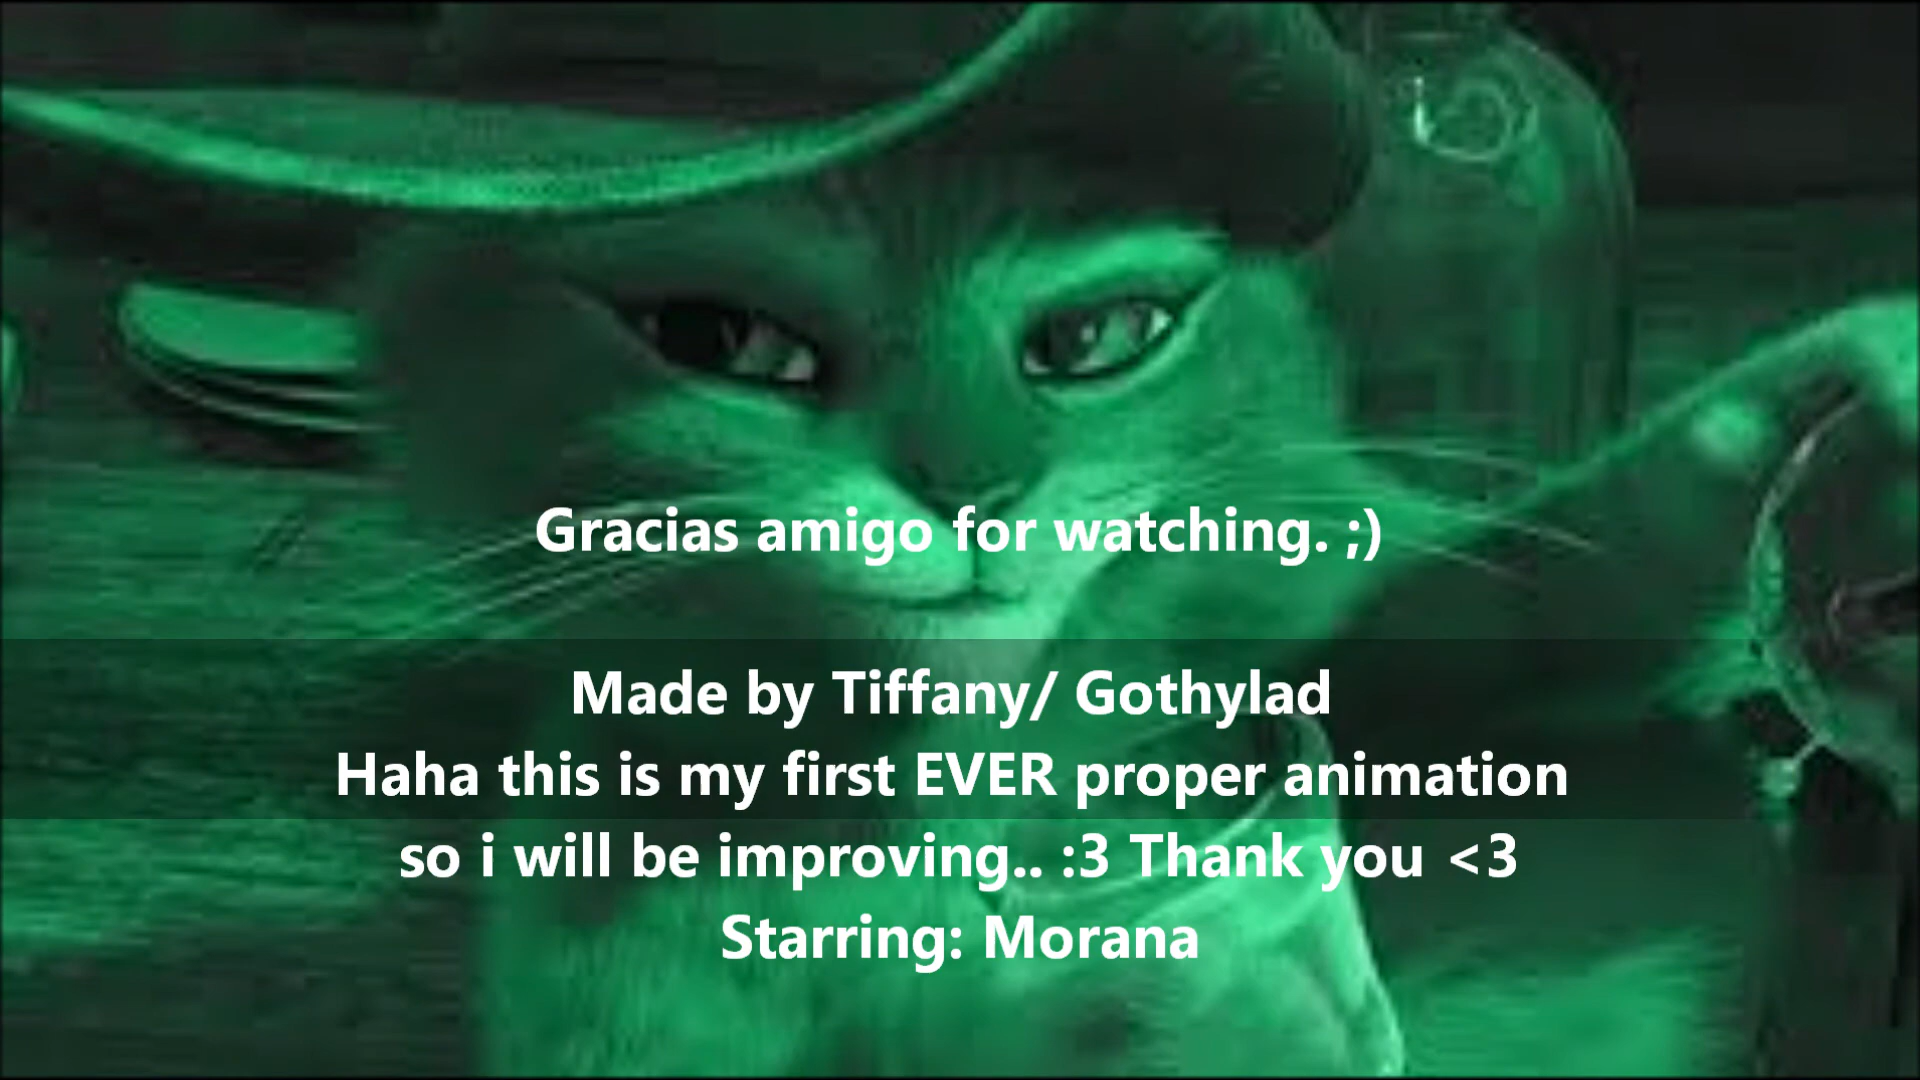 Gracias amigo for watching. ;)
Made by Tiffany/ Gothylad
Haha this is my first EVER proper animation
so i will be improving.. :3 Thank you <3
Starring: Morana